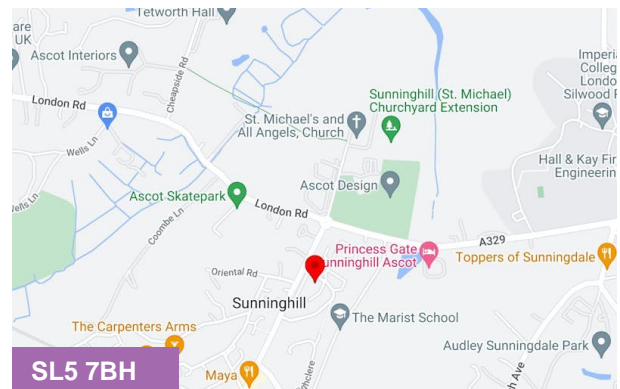 Tetworth Hall
are
UK
Ascot Interiors
Cheapside Rd
London Rd
Wells Ln
Wells Ln
Coombe Ln
Sunninghill (St. Michael)
Churchyard Extension
St. Michael's and
All Angels, Church
Imperia
Colleg
Londo
Silwood P
Hall & Kay Fir
Engineering
Ascot Design
Ascot Skatepark
London Rd
Princess Gate
Sunninghill Ascot
A329
Toppers of Sunningdale
Oriental Rd
Sunninghill
The Carpenters Arms
The Marist School
Audley Sunningdale Park
Maya
SL5 7BH